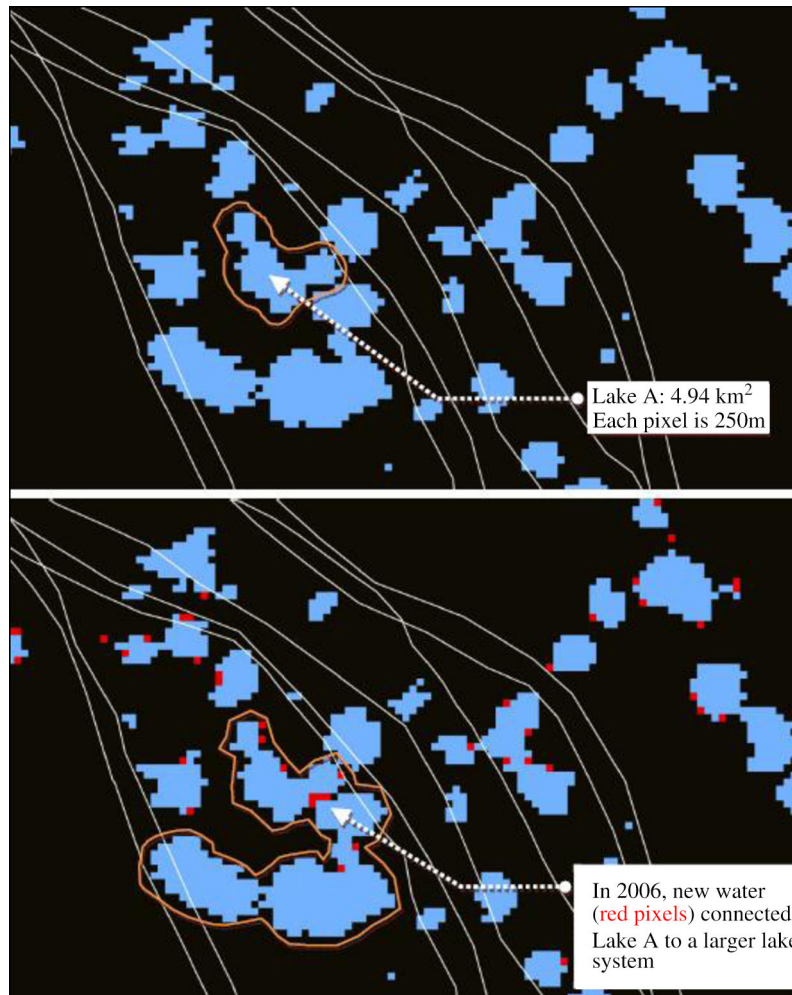 Lake A: 4.94 km²
Each pixel is 250m
In 2006, new water
(red pixels) connected
Lake A to a larger lake
system